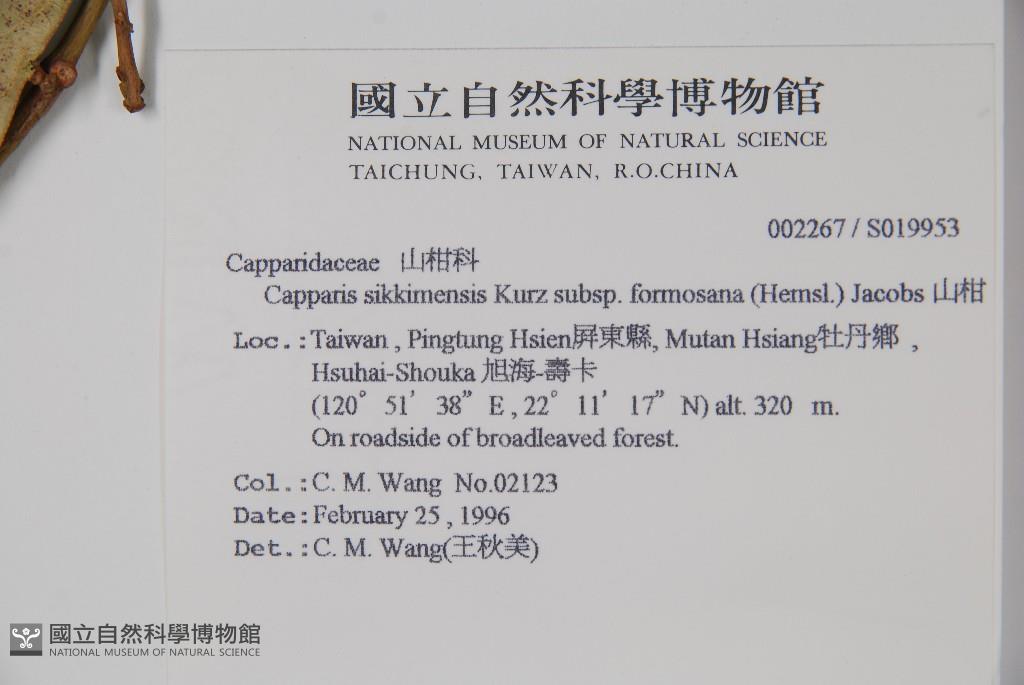 國立自然科學博物館
NATIONAL MUSEUM OF NATURAL SCIENCE
TAICHUNG, TAIWAN, R.O.CHINA
002267 / S019953
Capparidaceae 山柑科
Capparis sikkimensis Kurz subsp. formosana (Hemsl.) Jacobs 山柑
Loc.:Taiwan , Pingtung Hsien屏東縣, Mutan Hsiang牡丹鄉 ,
Hsuhai-Shouka 旭海-壽卡
(120° 51' 38” E , 22° 11' 17” N) alt. 320 m.
On roadside of broadleaved forest.
Col.:C. M. Wang No.02123
Date:February 25 , 1996
Det.:C. M. Wang(王秋美)
國立自然科學博物館
NATIONAL MUSEUM OF NATURAL SCIENCE